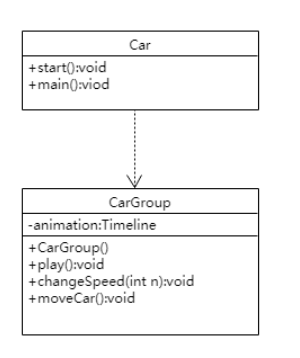 Car
+start():void
+main():viod
CarGroup
-animation:Timeline
+CarGroup()
+play():void
+changeSpeed(int n):void
+moveCar():void